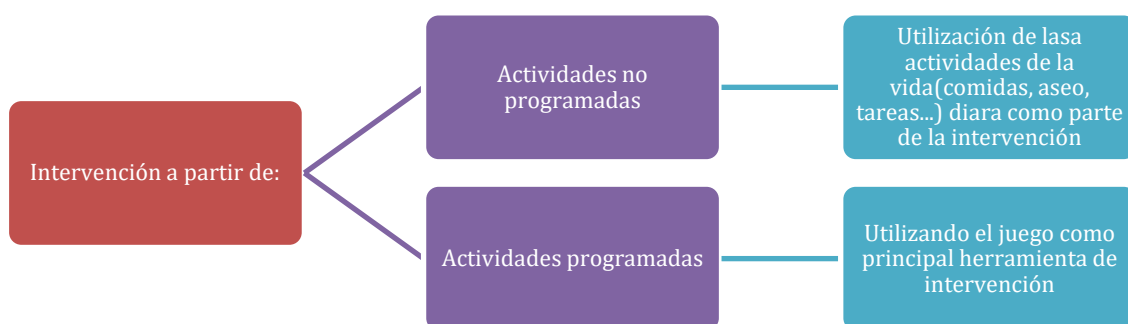 Intervención a partir de:
Actividades no
programadas
Utilización de lasa
actividades de la
vida(comidas, aseo,
tareas...) diara como parte
de la intervención
Actividades programadas
Utilizando el juego como
principal herramienta de
intervención